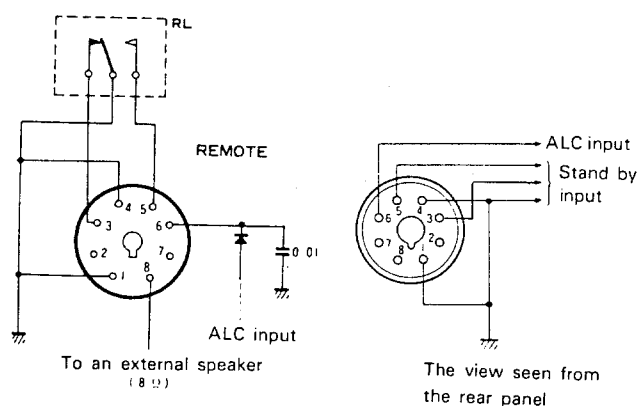 RL
REMOTE
4
5
3
6
2
7
1
8
0.01
ALC input
To an external speaker
(8 Ω)
ALC input
Stand by
input
5
4
6
3
7
2
8
1
The view seen from
the rear panel